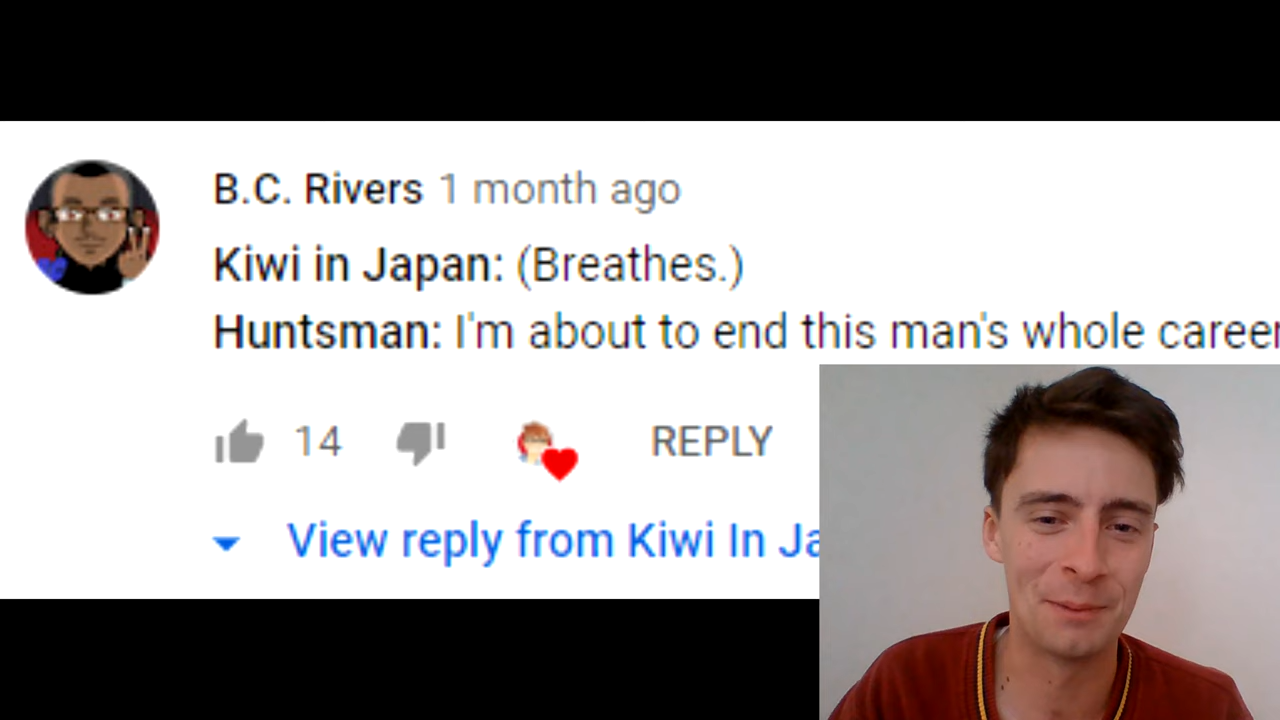 B.C. Rivers 1 month ago
Kiwi in Japan: (Breathes.)
Huntsman: I'm about to end this man's whole career
14 REPLY
View reply from Kiwi In Ja